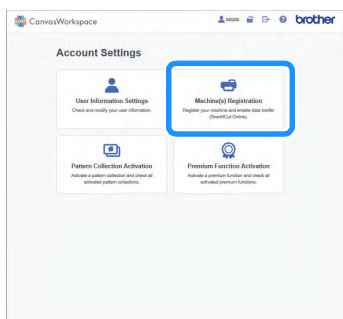 CanvasWorkspace
brother
Account Settings
User Information Settings
Check and modify your user information.
Machine(s) Registration
Register your machine and enable data tranfer
(ScanNCut Online).
Pattern Collection Activation
Activate a pattern collection and check all
activated pattern collections.
Premium Function Activation
Activate a premium function and check all
activated premium functions.